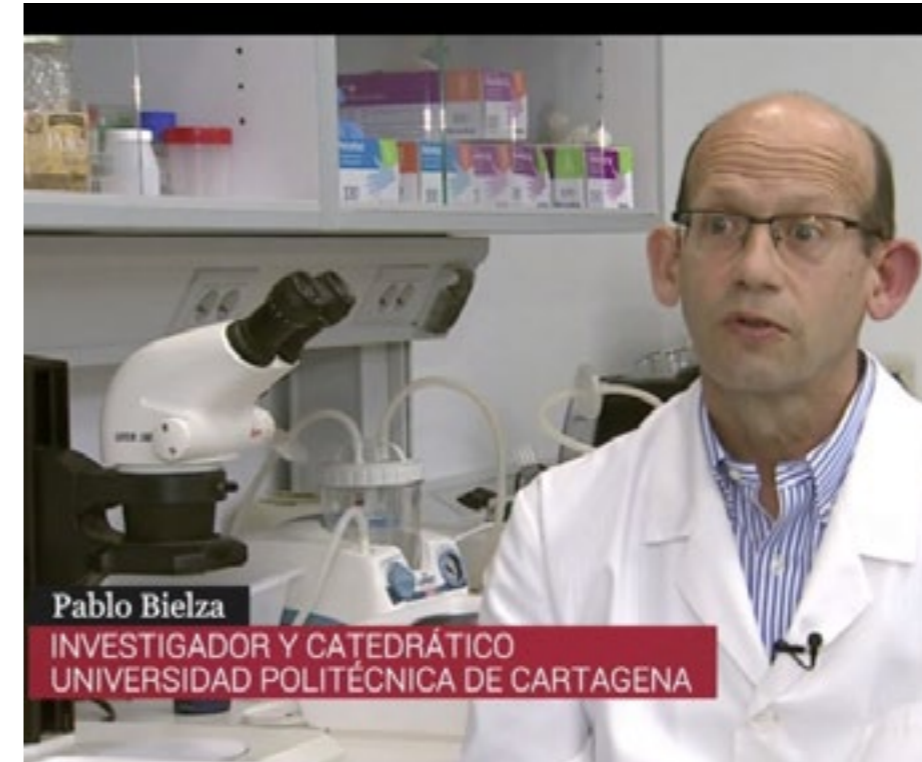 Pablo Bielza
INVESTIGADOR Y CATEDRÁTICO
UNIVERSIDAD POLITÉCNICA DE CARTAGENA